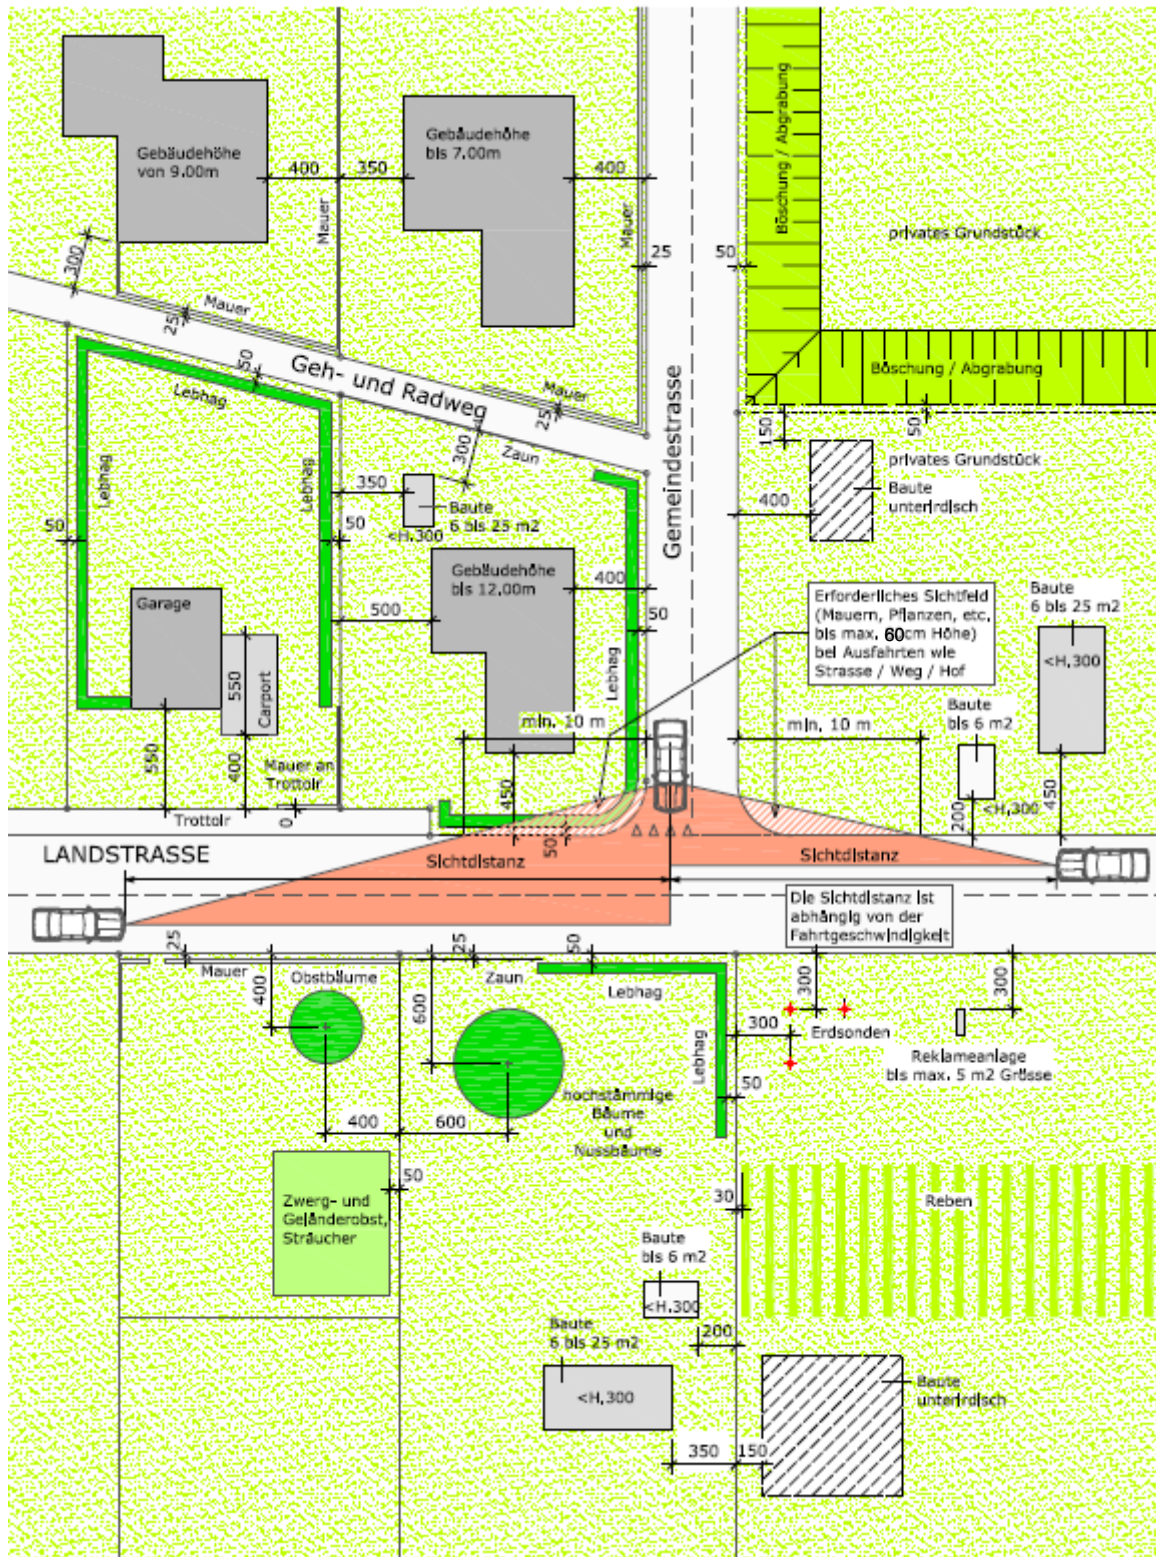 Gebäudehöhe
von 9.00m
400
350
Gebäudehöhe
bis 7.00m
400
Mauer
Mauer
Böschung / Abgrabung
Böschung / Abgrabung
privates Grundstück
25
50
300
Mauer
25
50
Geh- und Radweg
Lebhag
Mauer
25
Böschung / Abgrabung
50
150
Gemeindestrasse
300
Zaun
privates Grundstück
Baute
unterirdisch
400
Lebhag
Lebhag
350
Baute
6 bis 25 m2
<H.300
50
50
Gebäudehöhe
bis 12.00m
400
50
500
Garage
550
Carport
Lebhag
Erforderliches Sichtfeld
(Mauern, Pflanzen, etc.
bis max. 60cm Höhe)
bei Ausfahrten wie
Strasse / Weg / Hof
Baute
6 bis 25 m2
<H.300
Baute
bis 6 m2
min. 10 m
min. 10 m
550
400
Mauer an
Trottoir
450
200
<H.300
450
Trottoir
0
50
LANDSTRASSE
Sichtdistanz
Sichtdistanz
Die Sichtdistanz ist
abhängig von der
Fahrtgeschwindigkeit
25
Mauer
400
Obstbäume
25
600
Zaun
50
Lebhag
300
300
300
Erdsonden
Lebhag
Reklameanlage
bis max. 5 m2 Grösse
50
hochstämmige
Bäume
und
Nussbäume
400
600
50
Zwerg- und
Geländerobst,
Sträucher
30
Reben
Baute
bis 6 m2
<H.300
200
Baute
6 bis 25 m2
<H.300
Baute
unterirdisch
350
150